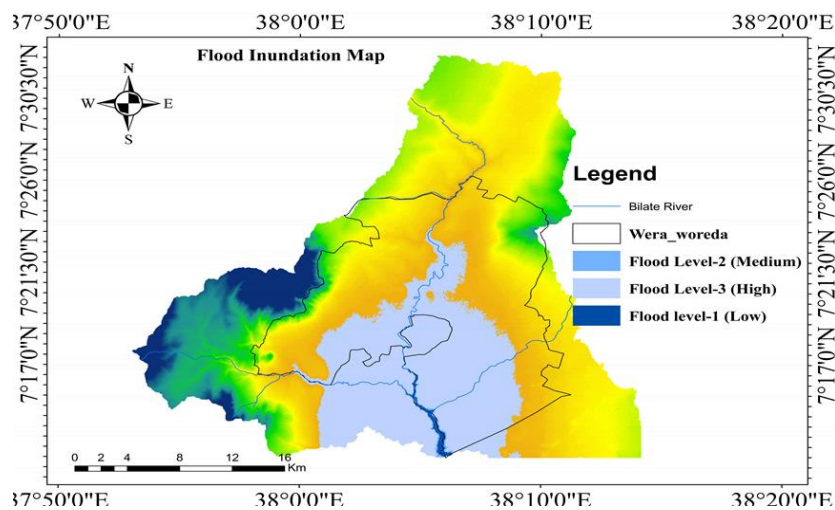 37°50'0"E 38°0'0"E 38°10'0"E 38°20'0"E
Flood Inundation Map
N
W E
S
7°30'30"N 7°26'0"N 7°21'30"N 7°17'0"N
7°30'30"N 7°26'0"N 7°21'30"N 7°17'0"N
Legend
Bilate River
Wera_woreda
Flood Level-2 (Medium)
Flood Level-3 (High)
Flood level-1 (Low)
0 2 4 8 12 16
Km
37°50'0"E 38°0'0"E 38°10'0"E 38°20'0"E